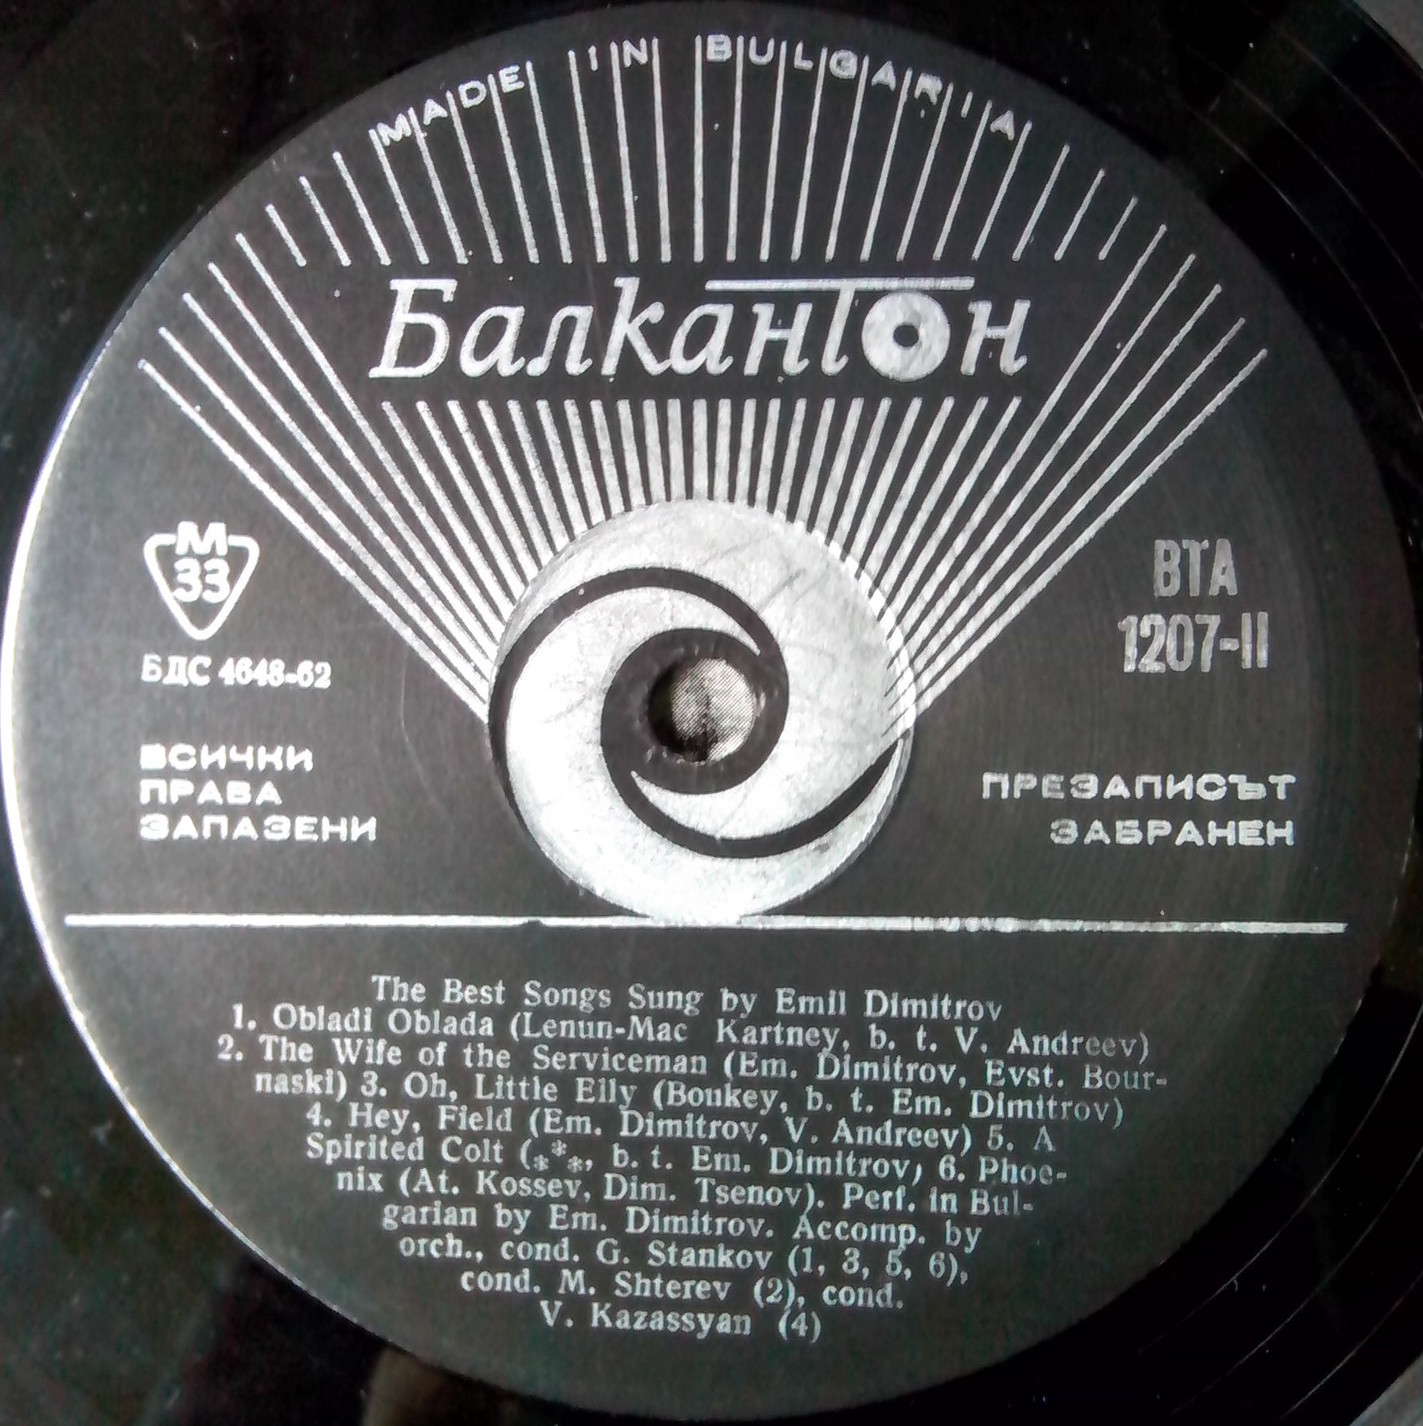 MADE IN BULGARIA
Балкантон
М
33
БДС 4648-62
ВСИЧКИ
ПРАВА
ЗАПАЗЕНИ
ВТА
1207-II
ПРЕЗАПИСЪТ
ЗАБРАНЕН
The Best Songs Sung by Emil Dimitrov
1. Obladi Oblada (Lenun-Mac Kartney, b. t. V. Andreev)
2. The Wife of the Serviceman (Em. Dimitrov, Evst. Bour-
naski) 3. Oh, Little Elly (Bonkey, b. t. Em. Dimitrov)
4. Hey, Field (Em. Dimitrov, V. Andreev) 5. A
Spirited Colt (***, b. t. Em. Dimitrov) 6. Phoe-
nix (At. Kossev, Dim. Tsenov). Perf. in Bul-
garian by Em. Dimitrov. Accomp. by
orch., cond. G. Stankov (1, 3, 5, 6),
cond. M. Shterev (2), cond.
V. Kazassyan (4)